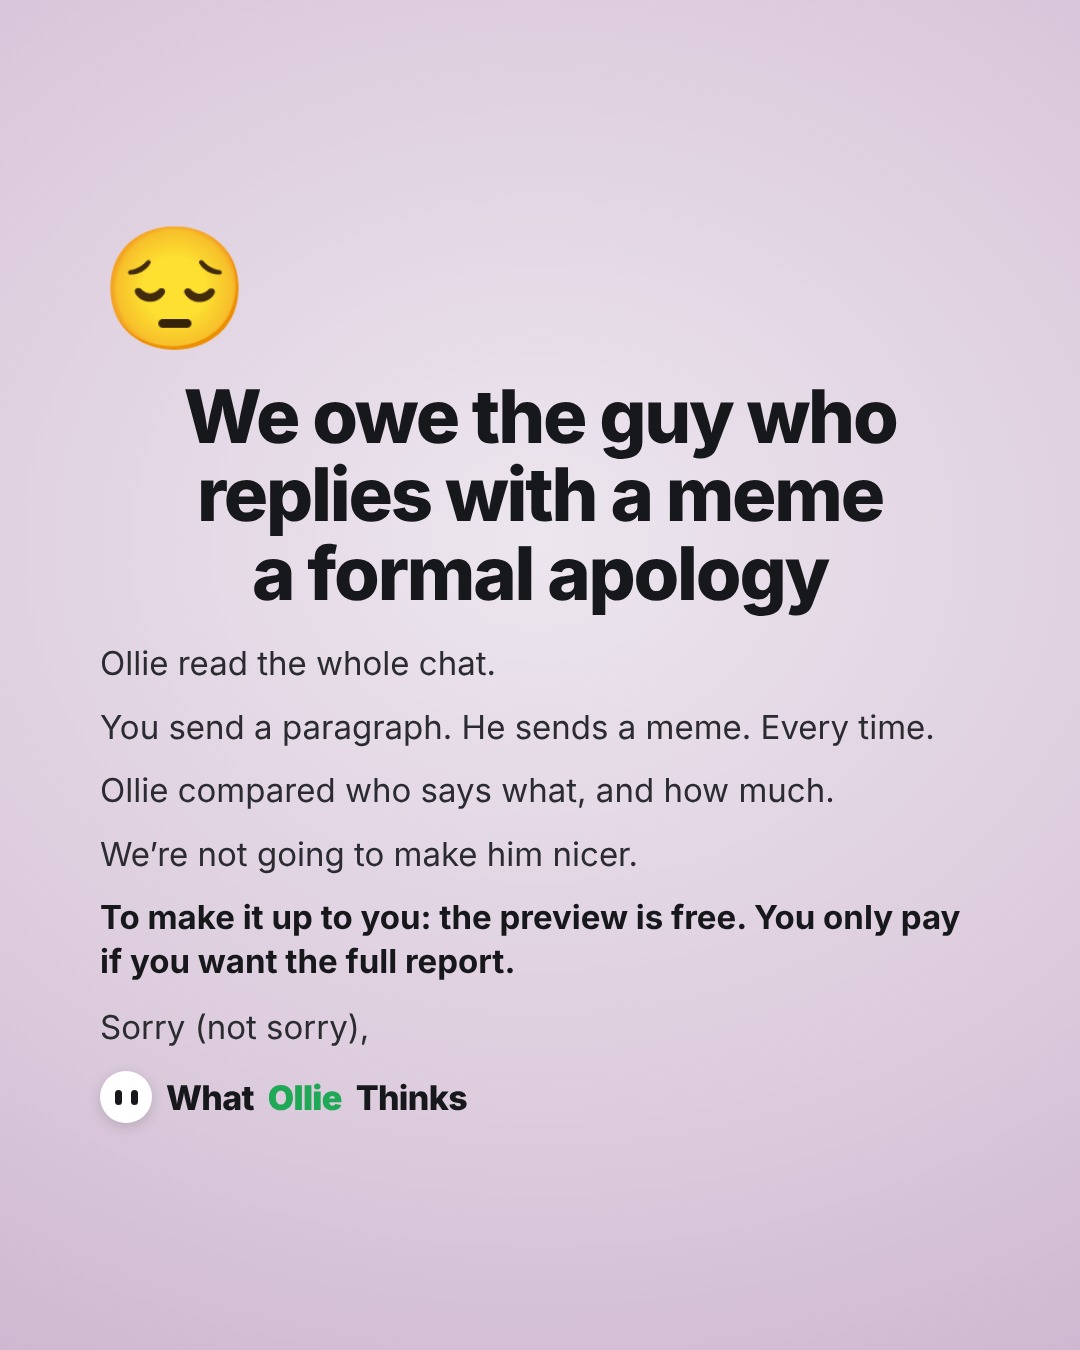 We owe the guy who
replies with a meme
a formal apology
Ollie read the whole chat.
You send a paragraph. He sends a meme. Every time.
Ollie compared who says what, and how much.
We’re not going to make him nicer.
To make it up to you: the preview is free. You only pay
if you want the full report.
Sorry (not sorry),
What Ollie Thinks